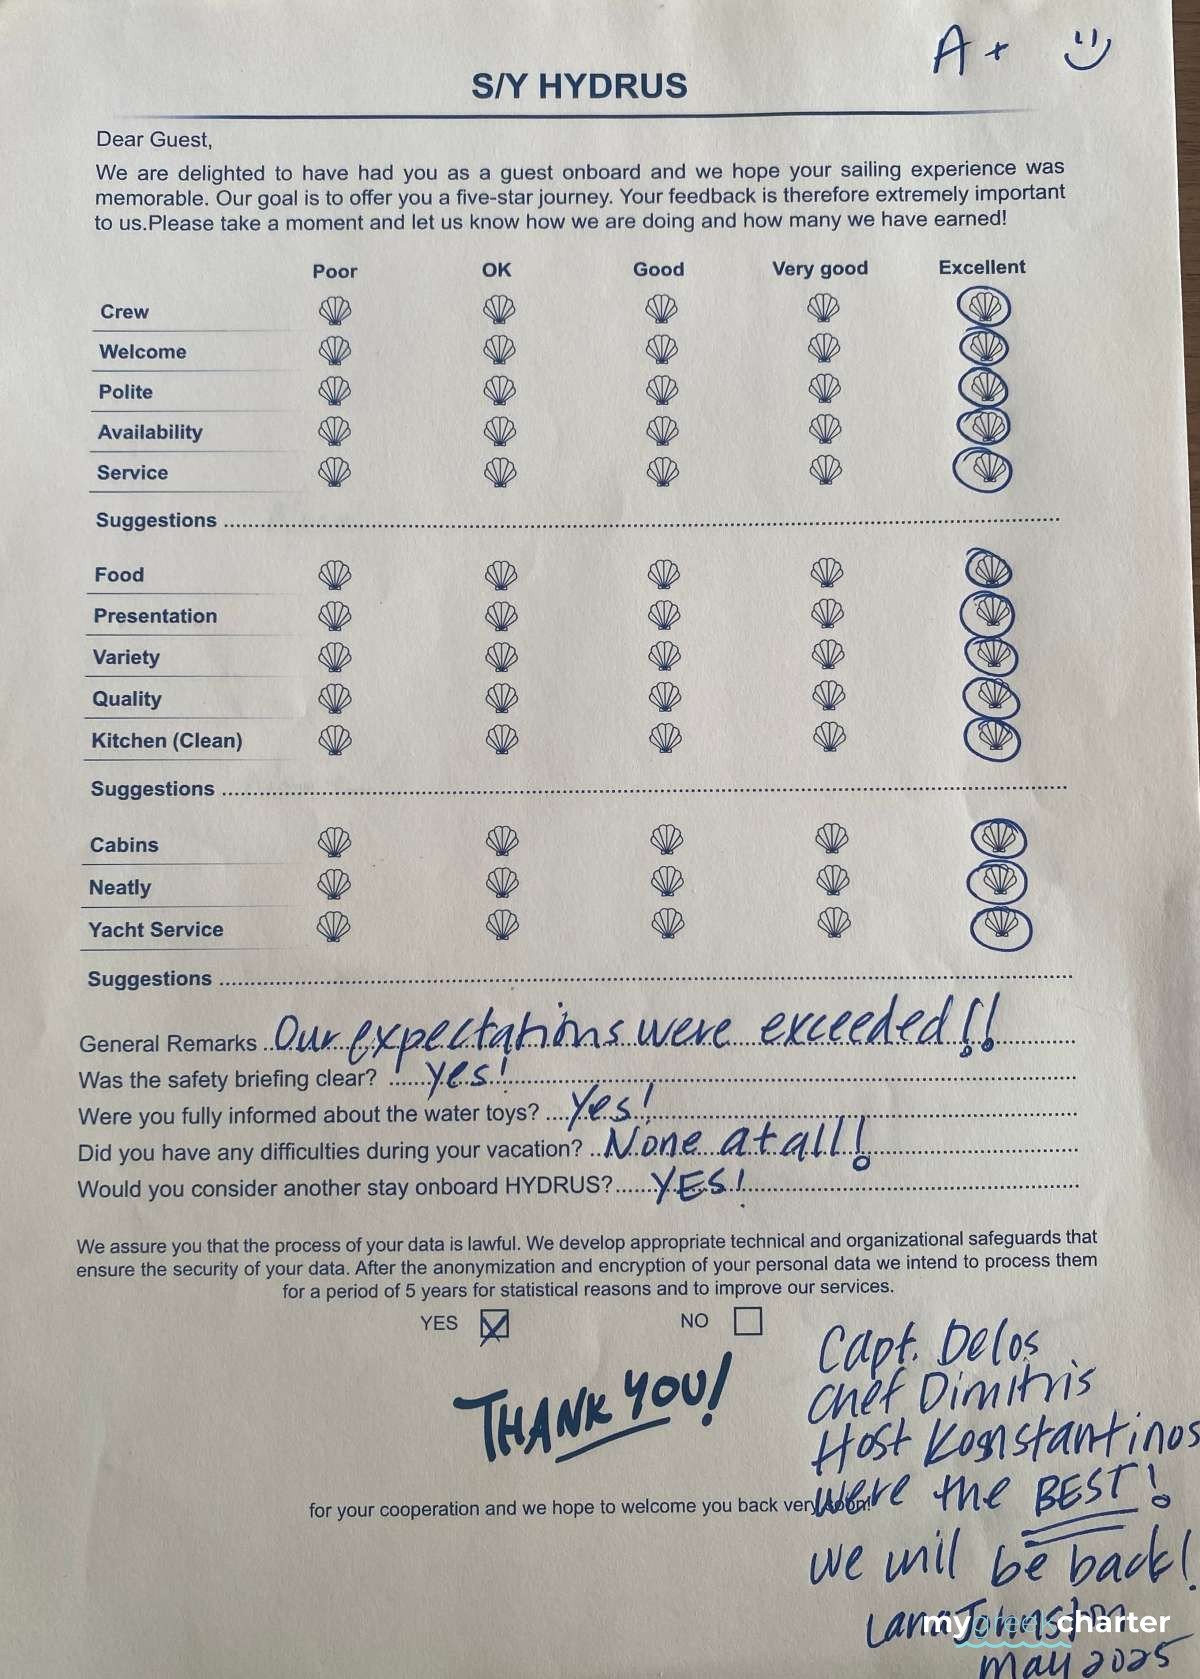 A+
S/Y HYDRUS
Dear Guest,
We are delighted to have had you as a guest onboard and we hope your sailing experience was
memorable. Our goal is to offer you a five-star journey. Your feedback is therefore extremely important
to us.Please take a moment and let us know how we are doing and how many we have earned!
Poor OK Good Very good Excellent
Crew
Welcome
Polite
Availability
Service
Suggestions
Food
Presentation
Variety
Quality
Kitchen (Clean)
Suggestions
Cabins
Neatly
Yacht Service
Suggestions
General Remarks Our expectations were exceeded!!
Was the safety briefing clear? yes!
Were you fully informed about the water toys? Yes!
Did you have any difficulties during your vacation? None at all!
Would you consider another stay onboard HYDRUS? YES!
We assure you that the process of your data is lawful. We develop appropriate technical and organizational safeguards that
ensure the security of your data. After the anonymization and encryption of your personal data we intend to process them
for a period of 5 years for statistical reasons and to improve our services.
YES NO
THANK YOU!
for your cooperation and we hope to welcome you back very soon!
Capt. Delos
Chef Dimitris
Host Konstantinos
were the BEST!
we will be back!
Lana Johnston
May 2025
mygreekcharter